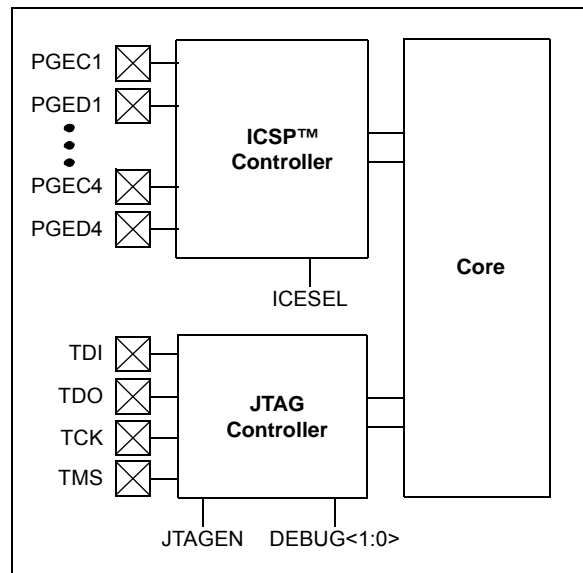 PGEC1
PGED1
PGEC4
PGED4
ICSP™
Controller
Core
ICESEL
TDI
TDO
TCK
TMS
JTAG
Controller
JTAGEN
DEBUG<1:0>